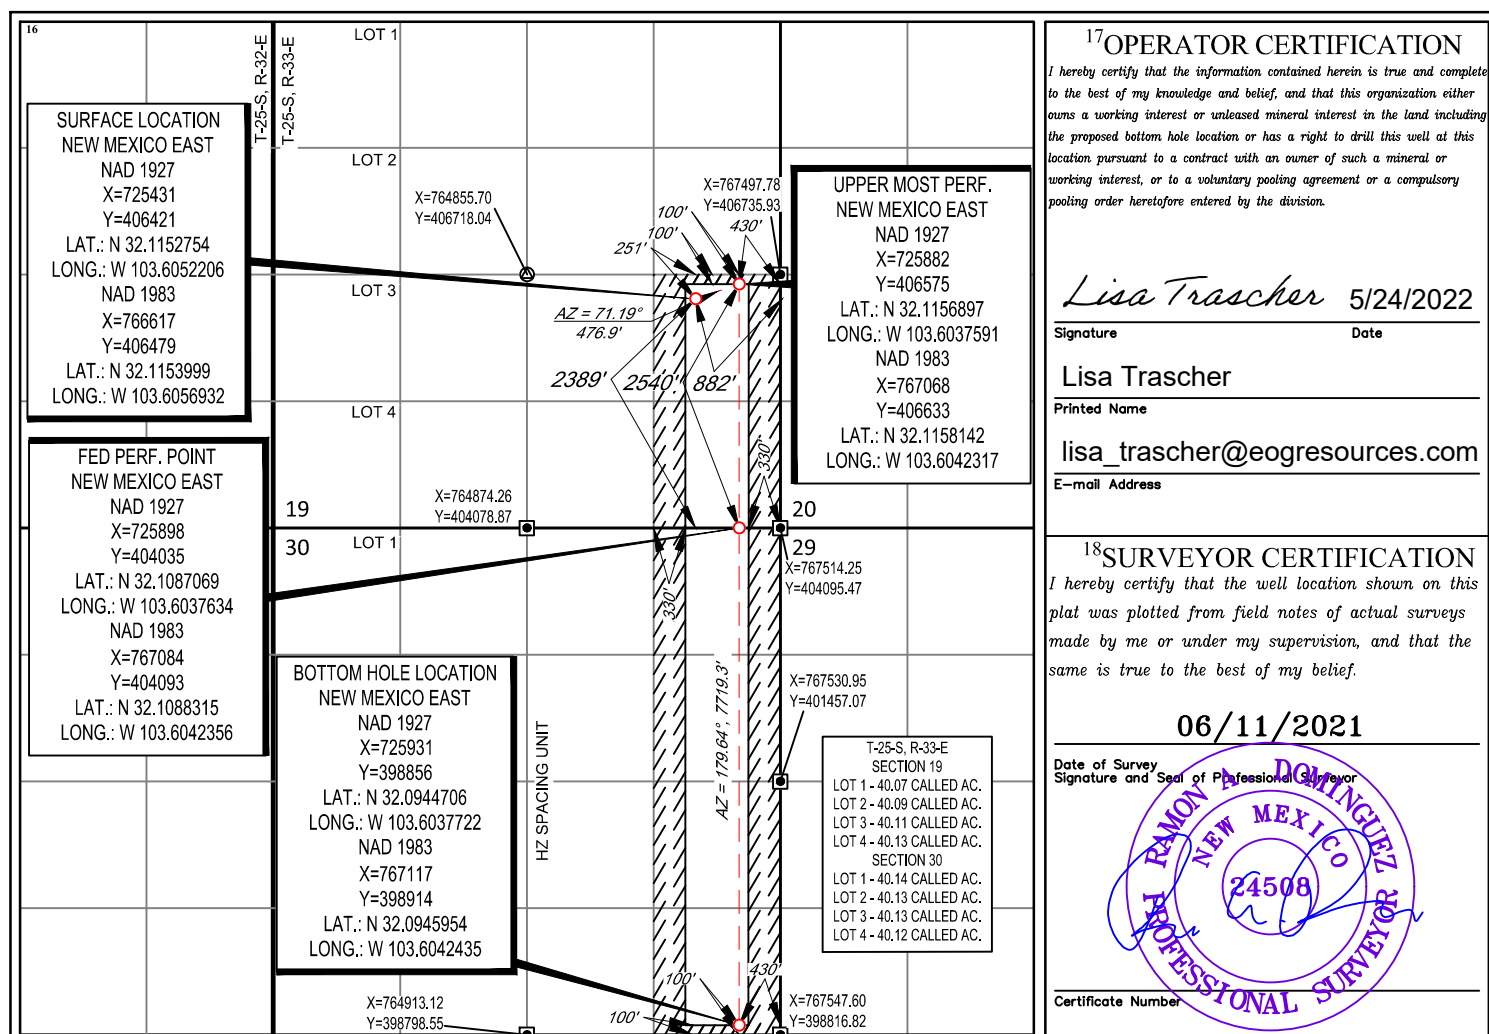 16
T-25-S, R-32-E
T-25-S, R-33-E
LOT 1
LOT 2
LOT 3
LOT 4
SURFACE LOCATION
NEW MEXICO EAST
NAD 1927
X=725431
Y=406421
LAT.: N 32.1152754
LONG.: W 103.6052206
NAD 1983
X=766617
Y=406479
LAT.: N 32.1153999
LONG.: W 103.6056932
X=764855.70
Y=406718.04
X=767497.78
Y=406735.93
100'
100'
251'
430'
AZ = 71.19°
476.9'
2389'
2540'
882'
330'
UPPER MOST PERF.
NEW MEXICO EAST
NAD 1927
X=725882
Y=406575
LAT.: N 32.1156897
LONG.: W 103.6037591
NAD 1983
X=767068
Y=406633
LAT.: N 32.1158142
LONG.: W 103.6042317
FED PERF. POINT
NEW MEXICO EAST
NAD 1927
X=725898
Y=404035
LAT.: N 32.1087069
LONG.: W 103.6037634
NAD 1983
X=767084
Y=404093
LAT.: N 32.1088315
LONG.: W 103.6042356
19
30
LOT 1
X=764874.26
Y=404078.87
20
29
X=767514.25
Y=404095.47
330'
BOTTOM HOLE LOCATION
NEW MEXICO EAST
NAD 1927
X=725931
Y=398856
LAT.: N 32.0944706
LONG.: W 103.6037722
NAD 1983
X=767117
Y=398914
LAT.: N 32.0945954
LONG.: W 103.6042435
HZ SPACING UNIT
AZ = 179.64°, 7719.3'
X=767530.95
Y=401457.07
T-25-S, R-33-E
SECTION 19
LOT 1 - 40.07 CALLED AC.
LOT 2 - 40.09 CALLED AC.
LOT 3 - 40.11 CALLED AC.
LOT 4 - 40.13 CALLED AC.
SECTION 30
LOT 1 - 40.14 CALLED AC.
LOT 2 - 40.13 CALLED AC.
LOT 3 - 40.13 CALLED AC.
LOT 4 - 40.12 CALLED AC.
X=764913.12
Y=398798.55
100'
100'
430'
X=767547.60
Y=398816.82
17OPERATOR CERTIFICATION
I hereby certify that the information contained herein is true and complete
to the best of my knowledge and belief, and that this organization either
owns a working interest or unleased mineral interest in the land including
the proposed bottom hole location or has a right to drill this well at this
location pursuant to a contract with an owner of such a mineral or
working interest, or to a voluntary pooling agreement or a compulsory
pooling order heretofore entered by the division.
Lisa Trascher 5/24/2022
Signature Date
Lisa Trascher
Printed Name
lisa_trascher@eogresources.com
E-mail Address
18SURVEYOR CERTIFICATION
I hereby certify that the well location shown on this
plat was plotted from field notes of actual surveys
made by me or under my supervision, and that the
same is true to the best of my belief.
06/11/2021
Date of Survey
Signature and Seal of Professional Surveyor
RAMON A. DOMINGUEZ
NEW MEXICO
24508
PROFESSIONAL SURVEYOR
Certificate Number